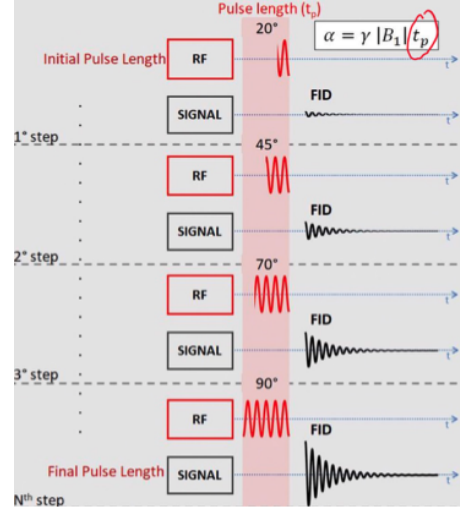 Pulse length (tₚ)
20°
α = γ |B₁| tₚ
Initial Pulse Length
RF
t
FID
SIGNAL
t
1° step
45°
RF
t
FID
SIGNAL
t
2° step
70°
RF
t
FID
SIGNAL
t
3° step
90°
RF
t
FID
Final Pulse Length
SIGNAL
t
Nᵗʰ step